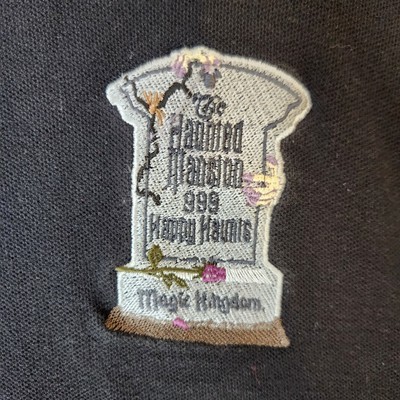 The
Haunted
Mansion
999
Happy Haunts
Magic Kingdom.